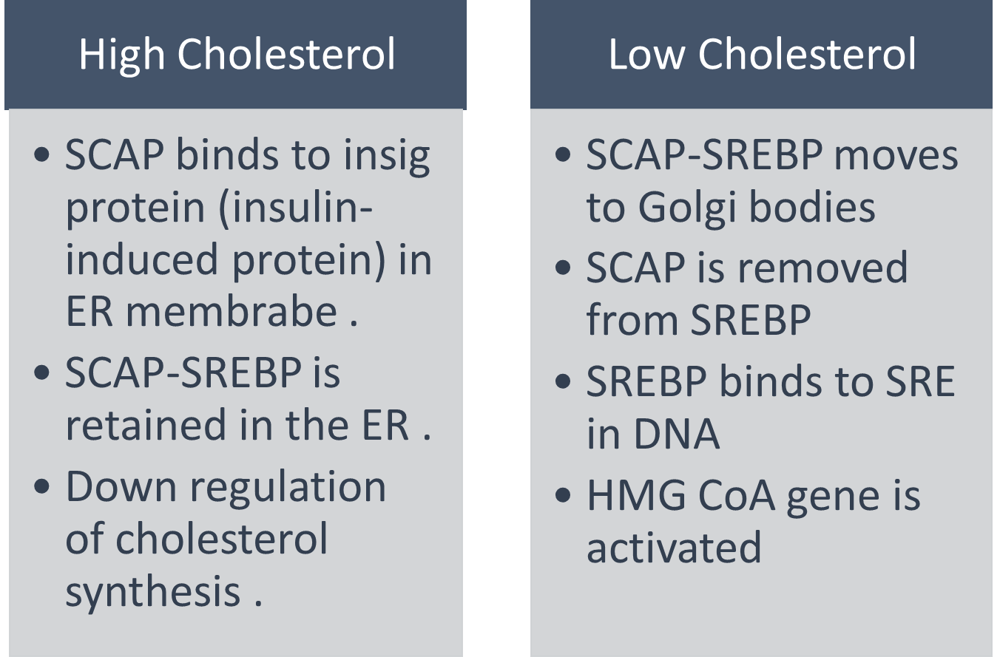 High Cholesterol
• SCAP binds to insig
protein (insulin-
induced protein) in
ER membrabe .
• SCAP-SREBP is
retained in the ER .
• Down regulation
of cholesterol
synthesis .
Low Cholesterol
• SCAP-SREBP moves
to Golgi bodies
• SCAP is removed
from SREBP
• SREBP binds to SRE
in DNA
• HMG CoA gene is
activated